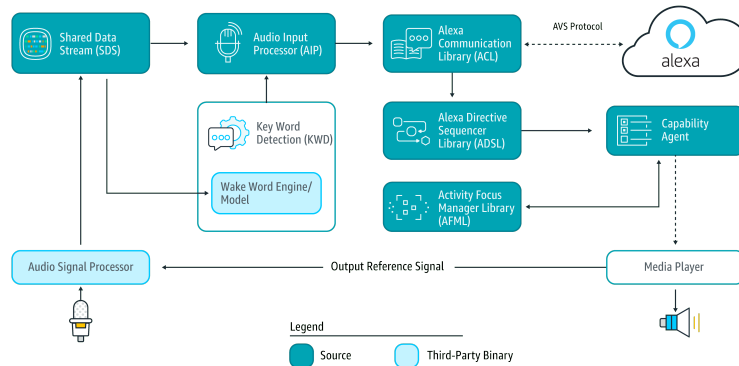 Shared Data
Stream (SDS)
Audio Input
Processor (AIP)
Alexa
Communication
Library (ACL)
AVS Protocol
alexa
Key Word
Detection (KWD)
Wake Word Engine/
Model
Alexa Directive
Sequencer
Library (ADSL)
Capability
Agent
Activity Focus
Manager Library
(AFML)
Audio Signal Processor
Output Reference Signal
Media Player
Legend
Source
Third-Party Binary